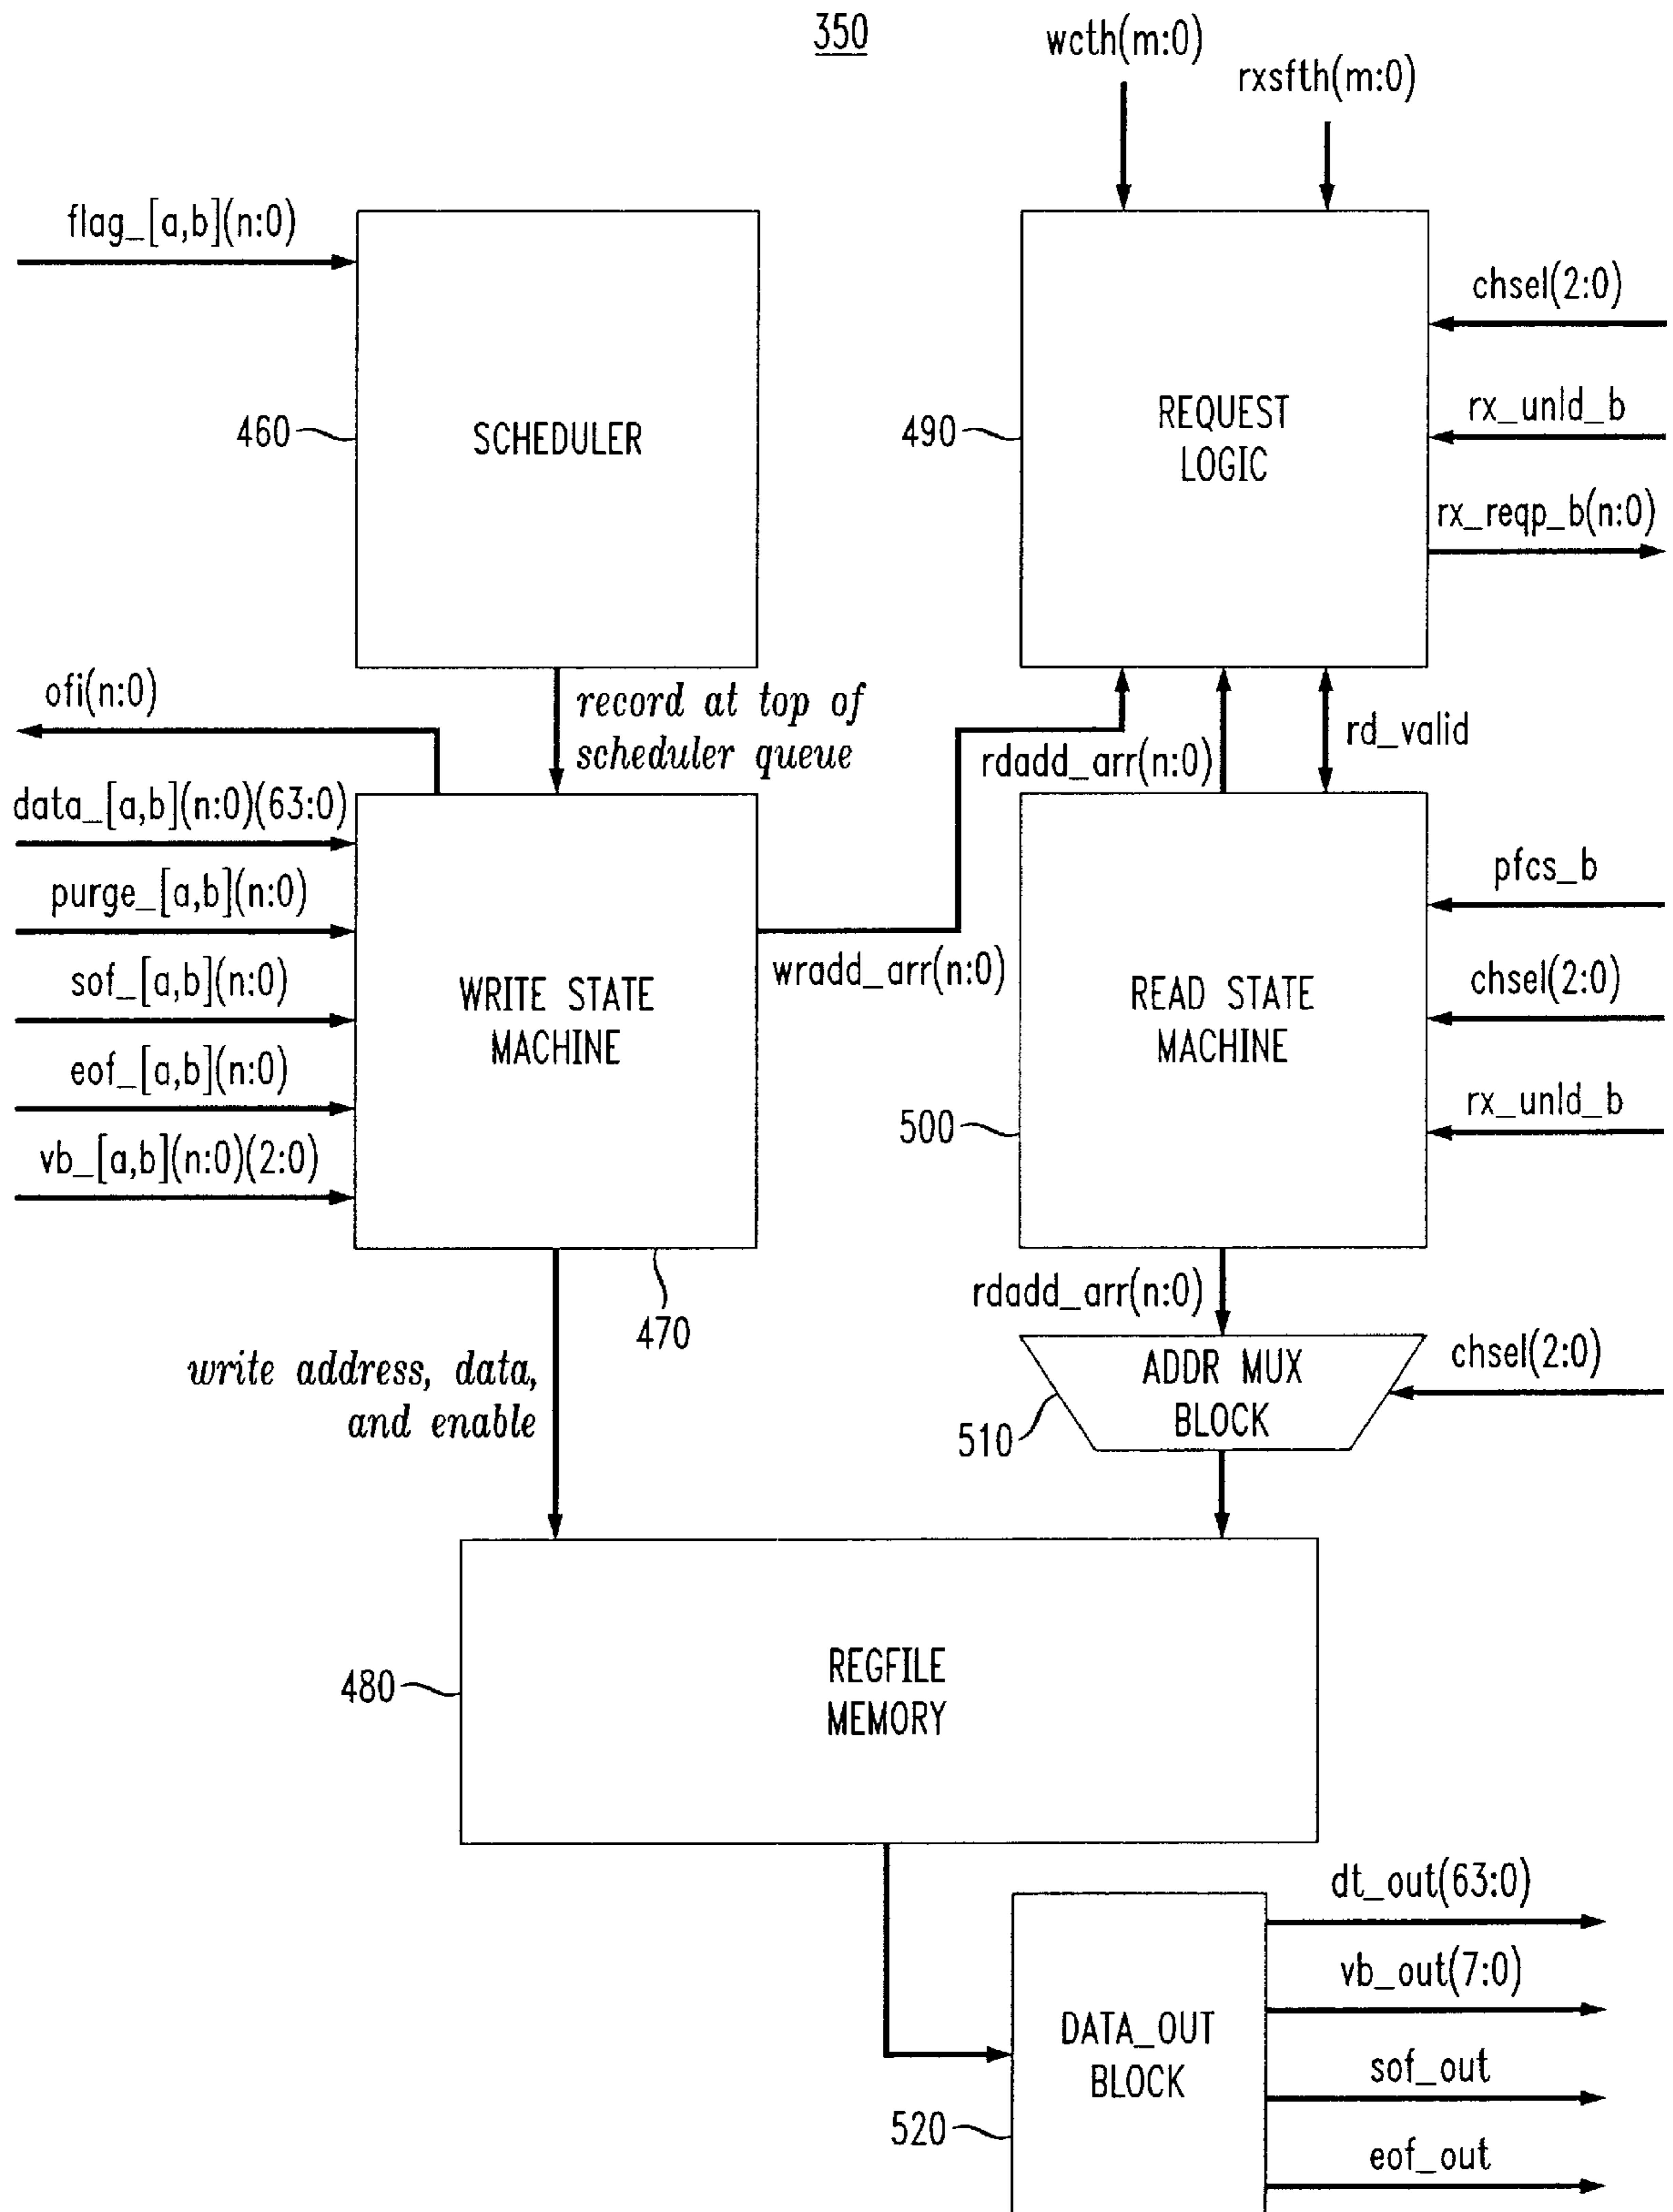 350
wcth(m:0)
rxsfth(m:0)
flag_[a,b](n:0)
460
SCHEDULER
490
REQUEST
LOGIC
chsel(2:0)
rx_unld_b
rx_reqp_b(n:0)
ofi(n:0)
record at top of
scheduler queue
rdadd_arr(n:0)
rd_valid
data_[a,b](n:0)(63:0)
purge_[a,b](n:0)
sof_[a,b](n:0)
eof_[a,b](n:0)
vb_[a,b](n:0)(2:0)
WRITE STATE
MACHINE
470
wradd_arr(n:0)
READ STATE
MACHINE
500
pfcs_b
chsel(2:0)
rx_unld_b
rdadd_arr(n:0)
write address, data,
and enable
ADDR MUX
BLOCK
510
chsel(2:0)
480
REGFILE
MEMORY
DATA_OUT
BLOCK
520
dt_out(63:0)
vb_out(7:0)
sof_out
eof_out